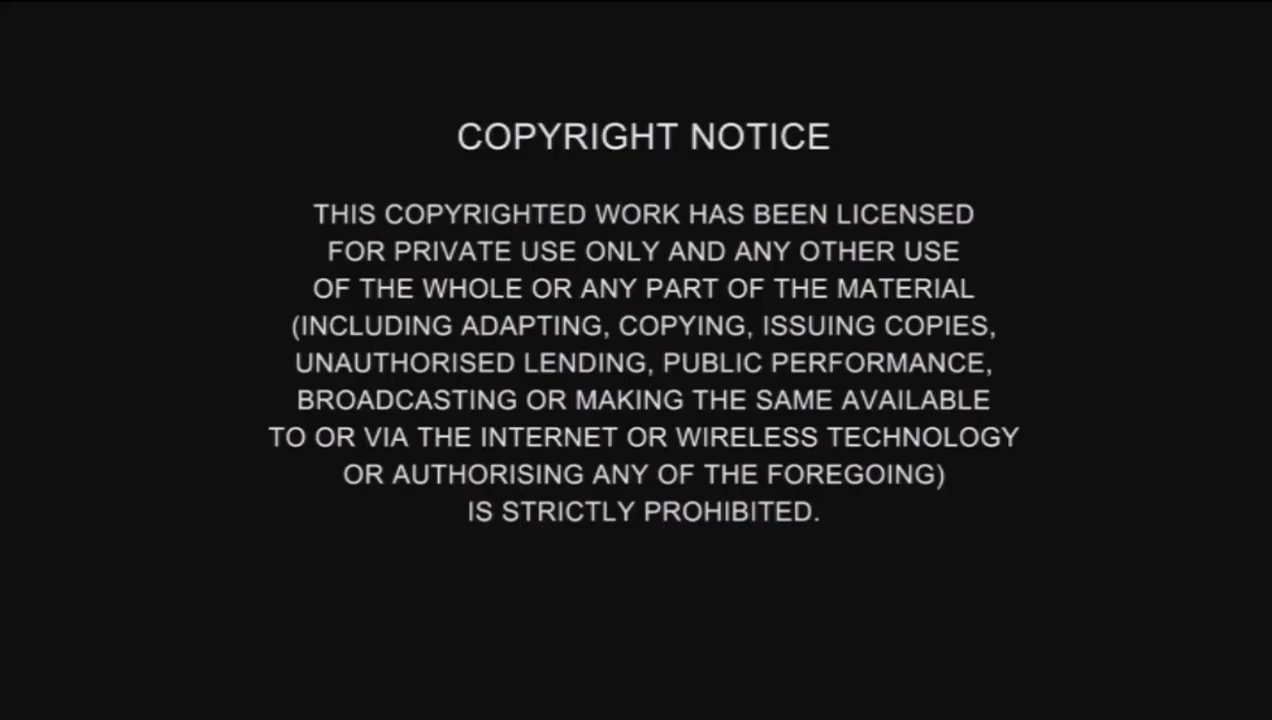 COPYRIGHT NOTICE
THIS COPYRIGHTED WORK HAS BEEN LICENSED
FOR PRIVATE USE ONLY AND ANY OTHER USE
OF THE WHOLE OR ANY PART OF THE MATERIAL
(INCLUDING ADAPTING, COPYING, ISSUING COPIES,
UNAUTHORISED LENDING, PUBLIC PERFORMANCE,
BROADCASTING OR MAKING THE SAME AVAILABLE
TO OR VIA THE INTERNET OR WIRELESS TECHNOLOGY
OR AUTHORISING ANY OF THE FOREGOING)
IS STRICTLY PROHIBITED.